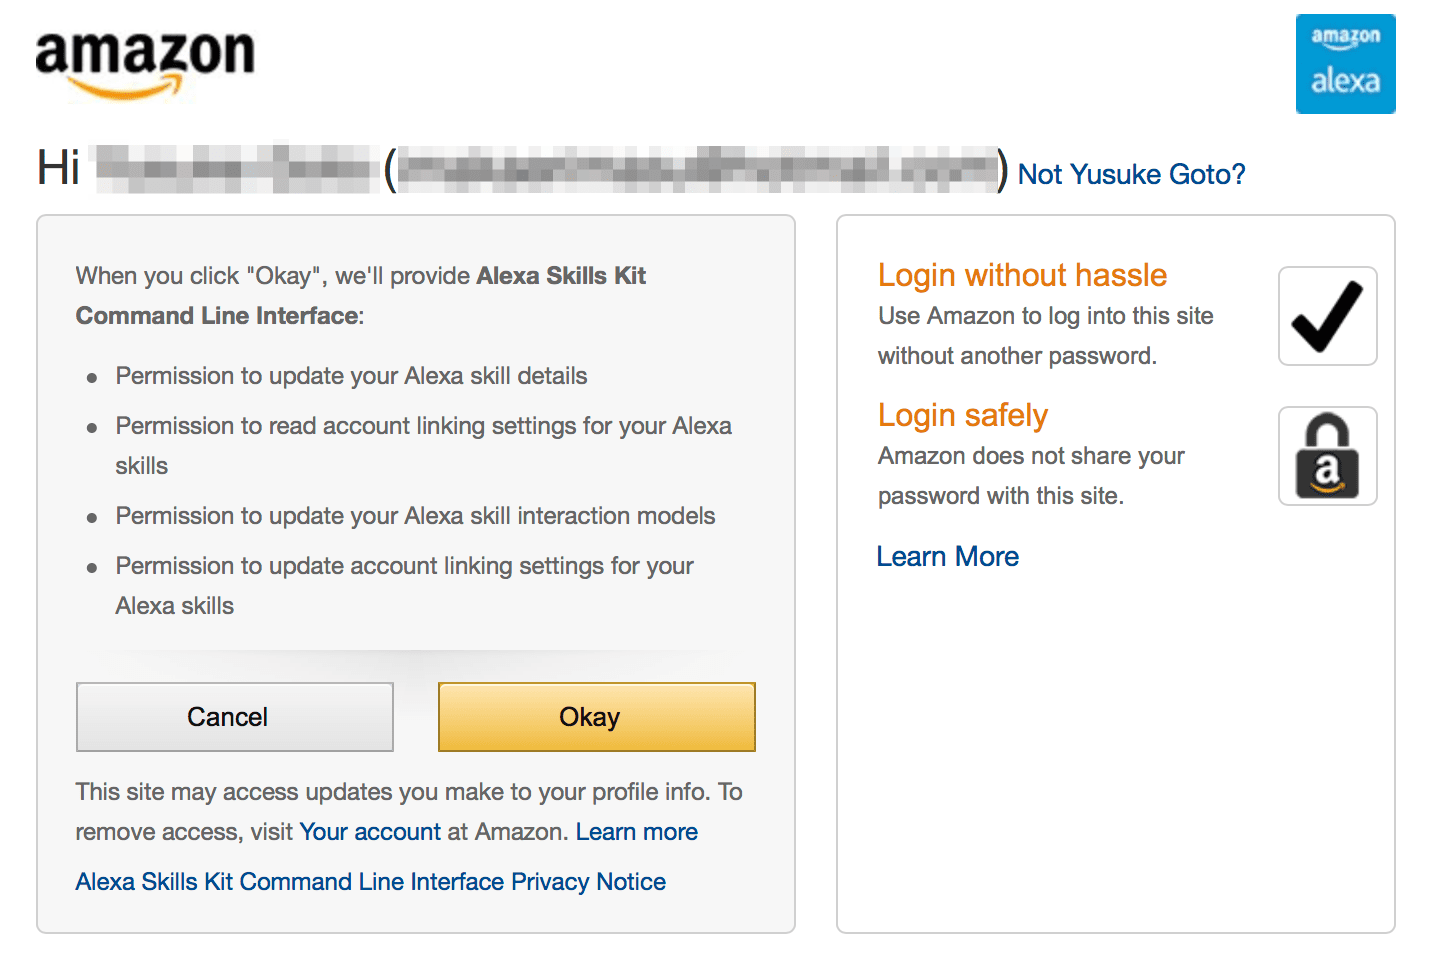 amazon
amazon
alexa
Hi ( ) Not Yusuke Goto?
When you click "Okay", we'll provide Alexa Skills Kit
Command Line Interface:
Permission to update your Alexa skill details
Permission to read account linking settings for your Alexa
skills
Permission to update your Alexa skill interaction models
Permission to update account linking settings for your
Alexa skills
Cancel
Okay
This site may access updates you make to your profile info. To
remove access, visit Your account at Amazon. Learn more
Alexa Skills Kit Command Line Interface Privacy Notice
Login without hassle
Use Amazon to log into this site
without another password.
Login safely
Amazon does not share your
password with this site.
a
Learn More